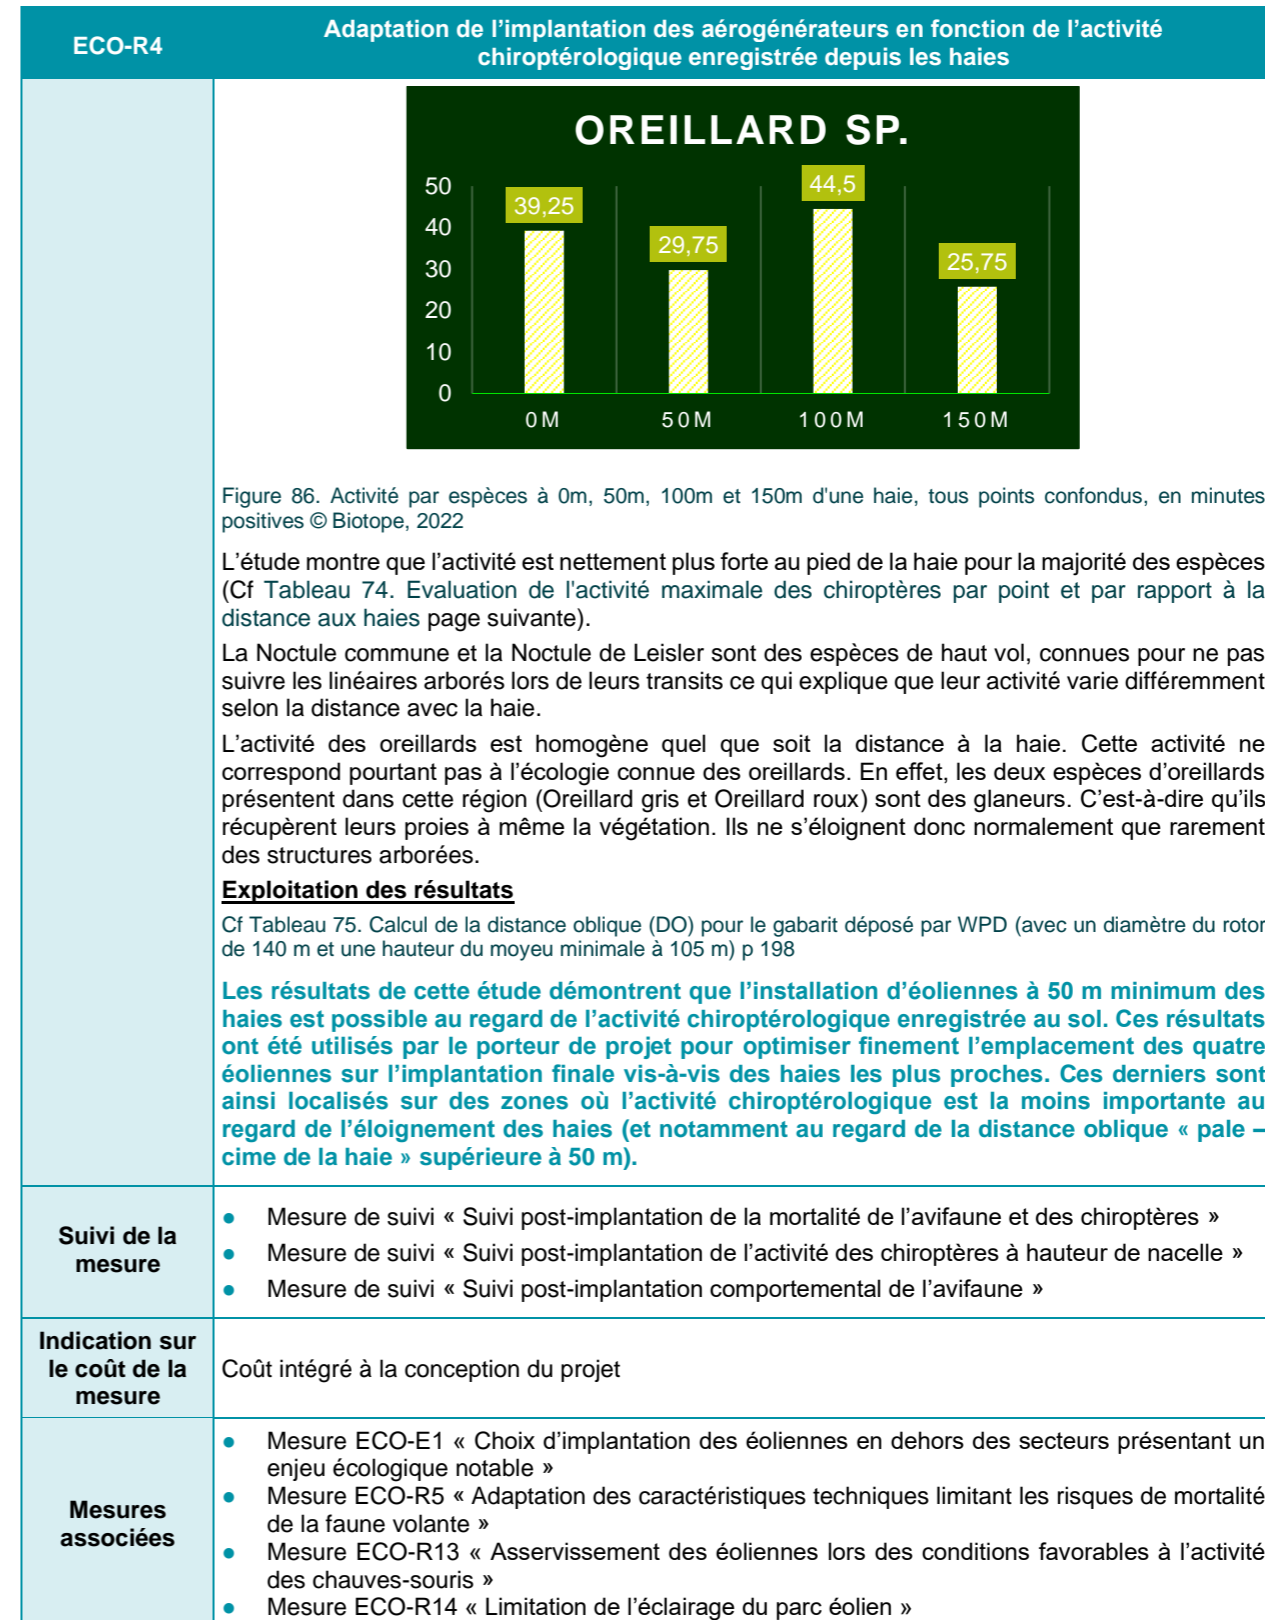 ECO-R4
Adaptation de l’implantation des aérogénérateurs en fonction de l’activité
chiroptérologique enregistrée depuis les haies
OREILLARD SP.
50
40
30
20
10
0
39,25
29,75
44,5
25,75
0M
50M
100M
150M
Figure 86. Activité par espèces à 0m, 50m, 100m et 150m d'une haie, tous points confondus, en minutes
positives © Biotope, 2022
L’étude montre que l’activité est nettement plus forte au pied de la haie pour la majorité des espèces
(Cf Tableau 74. Evaluation de l'activité maximale des chiroptères par point et par rapport à la
distance aux haies page suivante).
La Noctule commune et la Noctule de Leisler sont des espèces de haut vol, connues pour ne pas
suivre les linéaires arborés lors de leurs transits ce qui explique que leur activité varie différemment
selon la distance avec la haie.
L’activité des oreillards est homogène quel que soit la distance à la haie. Cette activité ne
correspond pourtant pas à l’écologie connue des oreillards. En effet, les deux espèces d’oreillards
présentent dans cette région (Oreillard gris et Oreillard roux) sont des glaneurs. C’est-à-dire qu’ils
récupèrent leurs proies à même la végétation. Ils ne s’éloignent donc normalement que rarement
des structures arborées.
Exploitation des résultats
Cf Tableau 75. Calcul de la distance oblique (DO) pour le gabarit déposé par WPD (avec un diamètre du rotor
de 140 m et une hauteur du moyeu minimale à 105 m) p 198
Les résultats de cette étude démontrent que l’installation d’éoliennes à 50 m minimum des
haies est possible au regard de l’activité chiroptérologique enregistrée au sol. Ces résultats
ont été utilisés par le porteur de projet pour optimiser finement l’emplacement des quatre
éoliennes sur l’implantation finale vis-à-vis des haies les plus proches. Ces derniers sont
ainsi localisés sur des zones où l’activité chiroptérologique est la moins importante au
regard de l’éloignement des haies (et notamment au regard de la distance oblique « pale –
cime de la haie » supérieure à 50 m).
Suivi de la
mesure
● Mesure de suivi « Suivi post-implantation de la mortalité de l’avifaune et des chiroptères »
● Mesure de suivi « Suivi post-implantation de l’activité des chiroptères à hauteur de nacelle »
● Mesure de suivi « Suivi post-implantation comportemental de l’avifaune »
Indication sur
le coût de la
mesure
Coût intégré à la conception du projet
Mesures
associées
● Mesure ECO-E1 « Choix d’implantation des éoliennes en dehors des secteurs présentant un
enjeu écologique notable »
● Mesure ECO-R5 « Adaptation des caractéristiques techniques limitant les risques de mortalité
de la faune volante »
● Mesure ECO-R13 « Asservissement des éoliennes lors des conditions favorables à l’activité
des chauves-souris »
● Mesure ECO-R14 « Limitation de l’éclairage du parc éolien »